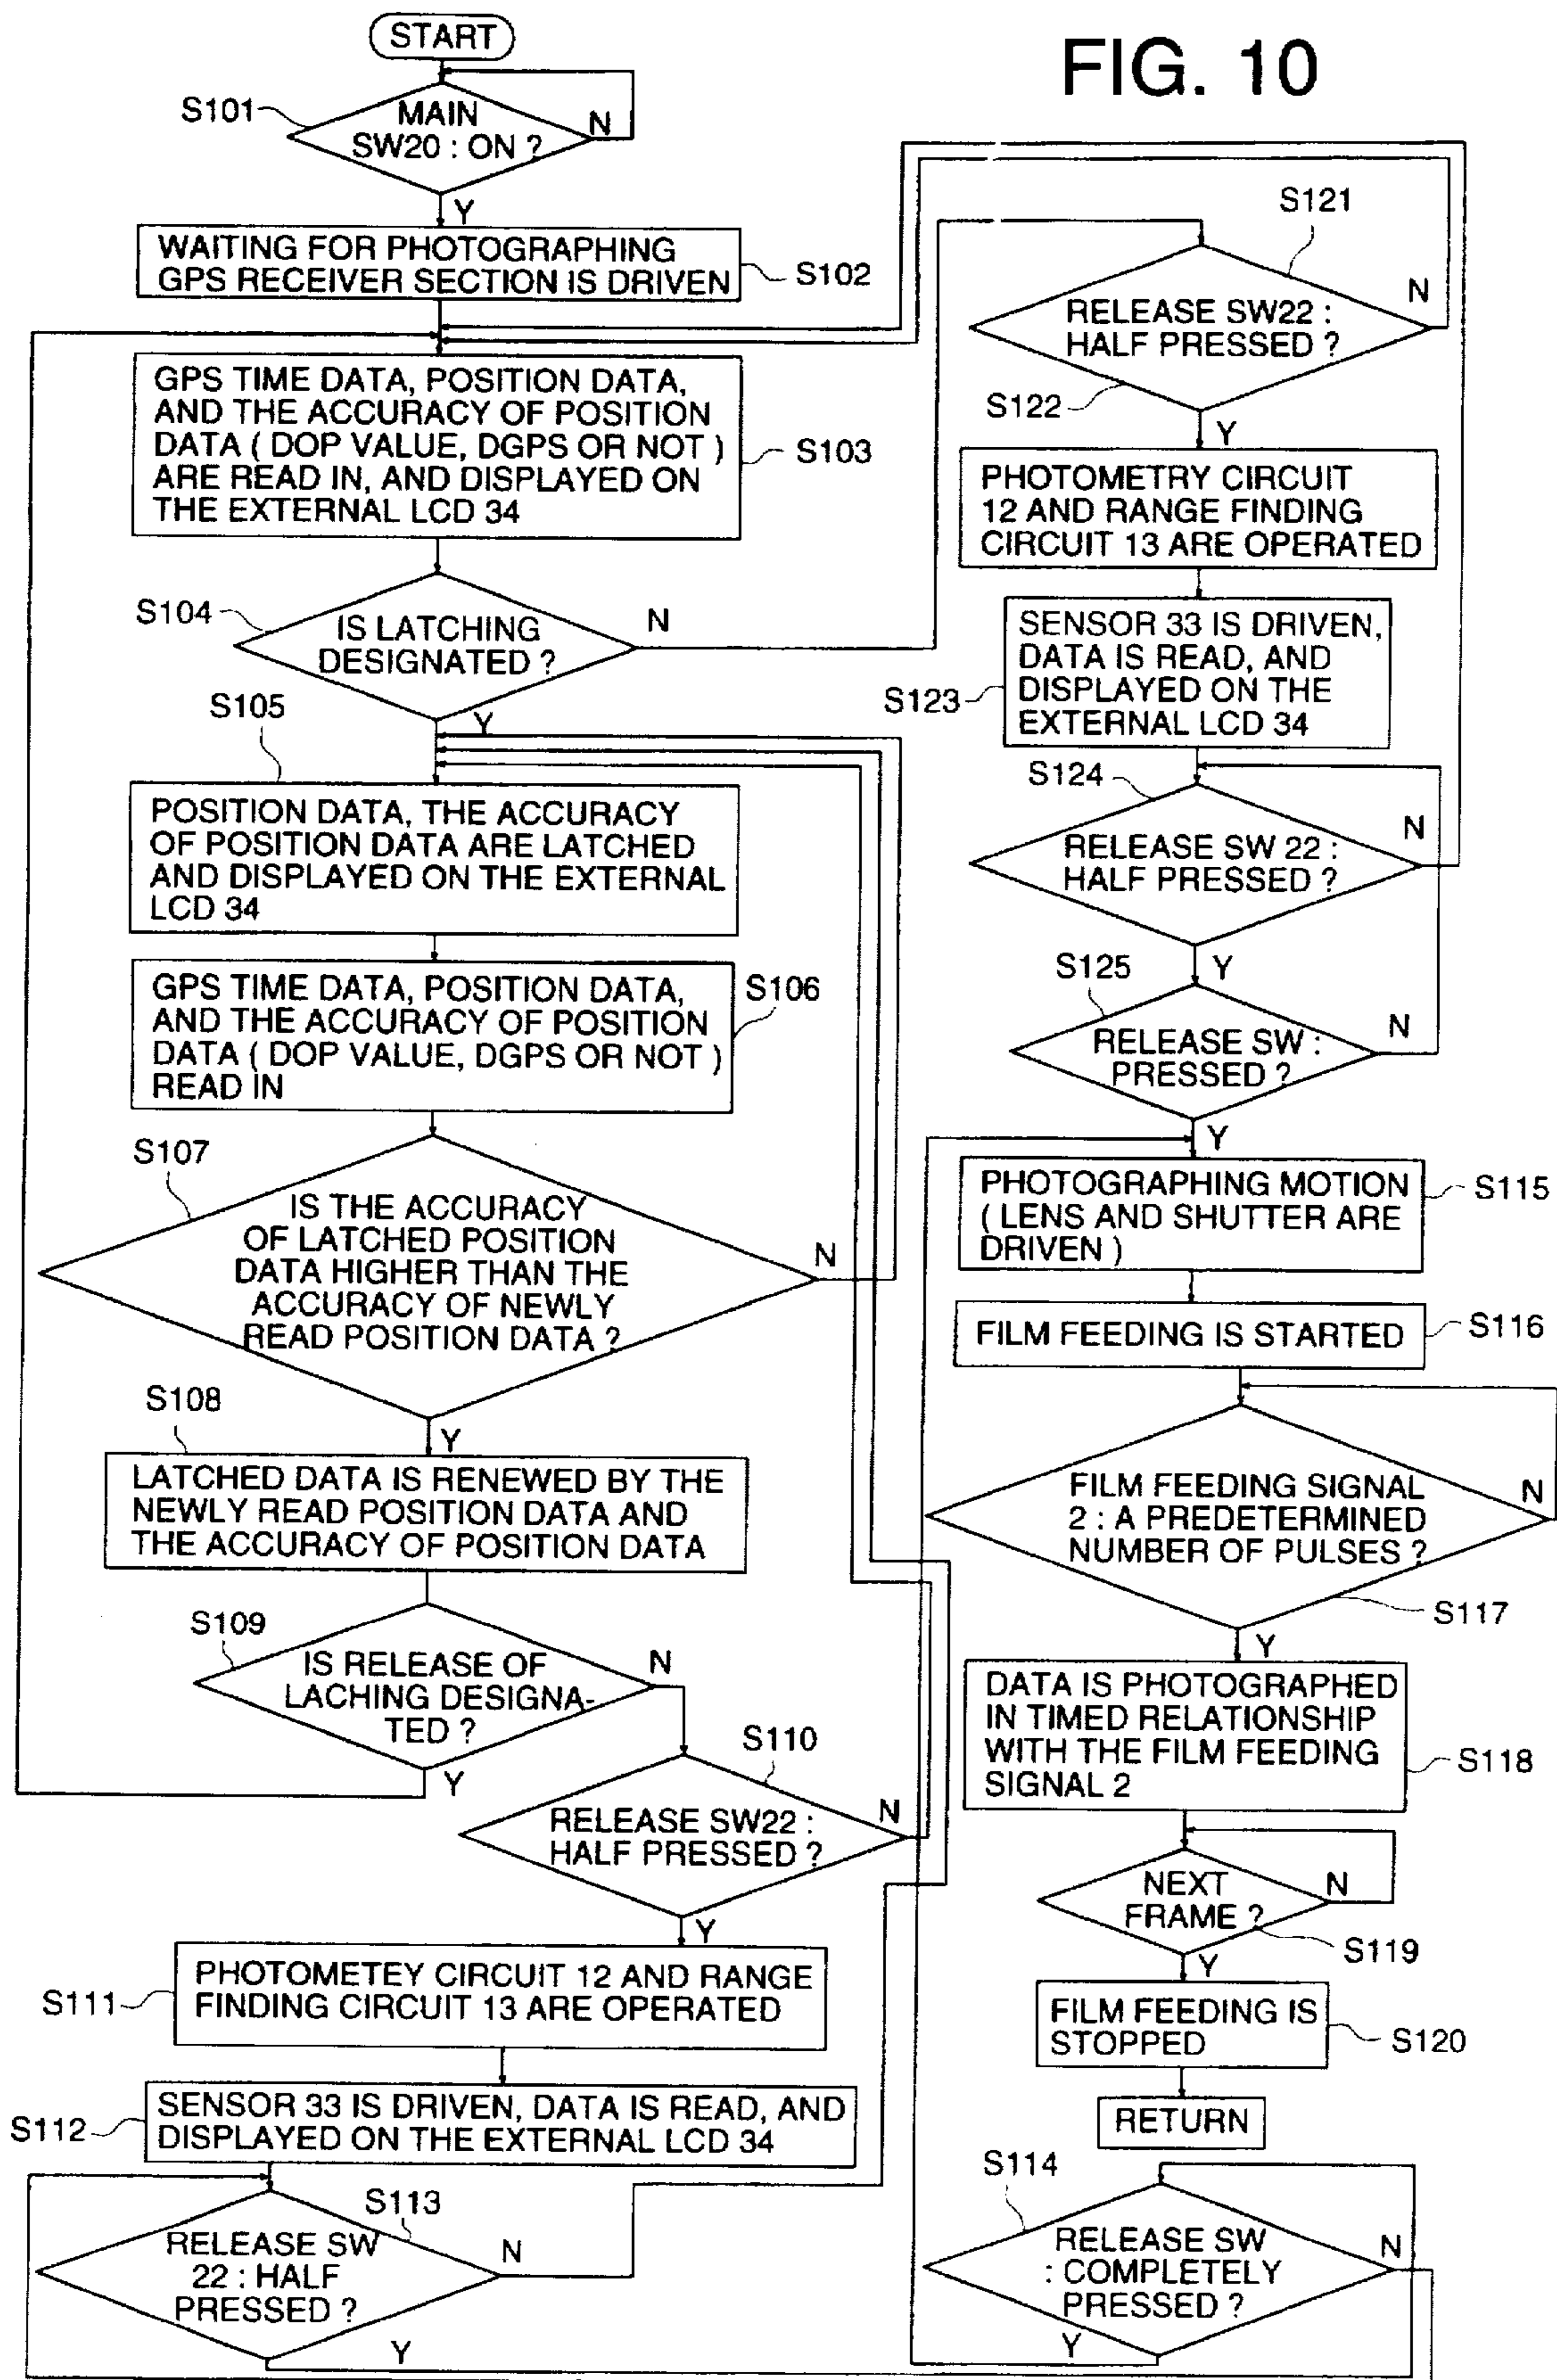 FIG. 10
START
S101
MAIN
SW20 : ON ?
N
Y
WAITING FOR PHOTOGRAPHING
GPS RECEIVER SECTION IS DRIVEN
S102
GPS TIME DATA, POSITION DATA,
AND THE ACCURACY OF POSITION
DATA ( DOP VALUE, DGPS OR NOT )
ARE READ IN, AND DISPLAYED ON
THE EXTERNAL LCD 34
S103
S104
IS LATCHING
DESIGNATED ?
N
Y
S105
POSITION DATA, THE ACCURACY
OF POSITION DATA ARE LATCHED
AND DISPLAYED ON THE EXTERNAL
LCD 34
GPS TIME DATA, POSITION DATA,
AND THE ACCURACY OF POSITION
DATA ( DOP VALUE, DGPS OR NOT )
READ IN
S106
S107
IS THE ACCURACY
OF LATCHED POSITION
DATA HIGHER THAN THE
ACCURACY OF NEWLY
READ POSITION DATA ?
N
Y
S108
LATCHED DATA IS RENEWED BY THE
NEWLY READ POSITION DATA AND
THE ACCURACY OF POSITION DATA
S109
IS RELEASE OF
LACHING DESIGNA-
TED ?
N
Y
S110
RELEASE SW22 :
HALF PRESSED ?
N
Y
S111
PHOTOMETEY CIRCUIT 12 AND RANGE
FINDING CIRCUIT 13 ARE OPERATED
S112
SENSOR 33 IS DRIVEN, DATA IS READ, AND
DISPLAYED ON THE EXTERNAL LCD 34
S113
RELEASE SW
22 : HALF
PRESSED ?
N
Y
S121
RELEASE SW22 :
HALF PRESSED ?
N
S122
Y
PHOTOMETRY CIRCUIT
12 AND RANGE FINDING
CIRCUIT 13 ARE OPERATED
SENSOR 33 IS DRIVEN,
DATA IS READ, AND
DISPLAYED ON THE
EXTERNAL LCD 34
S123
S124
RELEASE SW 22 :
HALF PRESSED ?
N
Y
S125
RELEASE SW :
PRESSED ?
N
Y
PHOTOGRAPHING MOTION
( LENS AND SHUTTER ARE
DRIVEN )
S115
FILM FEEDING IS STARTED
S116
FILM FEEDING SIGNAL
2 : A PREDETERMINED
NUMBER OF PULSES ?
N
S117
Y
DATA IS PHOTOGRAPHED
IN TIMED RELATIONSHIP
WITH THE FILM FEEDING
SIGNAL 2
S118
NEXT
FRAME ?
N
S119
Y
FILM FEEDING IS
STOPPED
S120
RETURN
S114
RELEASE SW
: COMPLETELY
PRESSED ?
N
Y